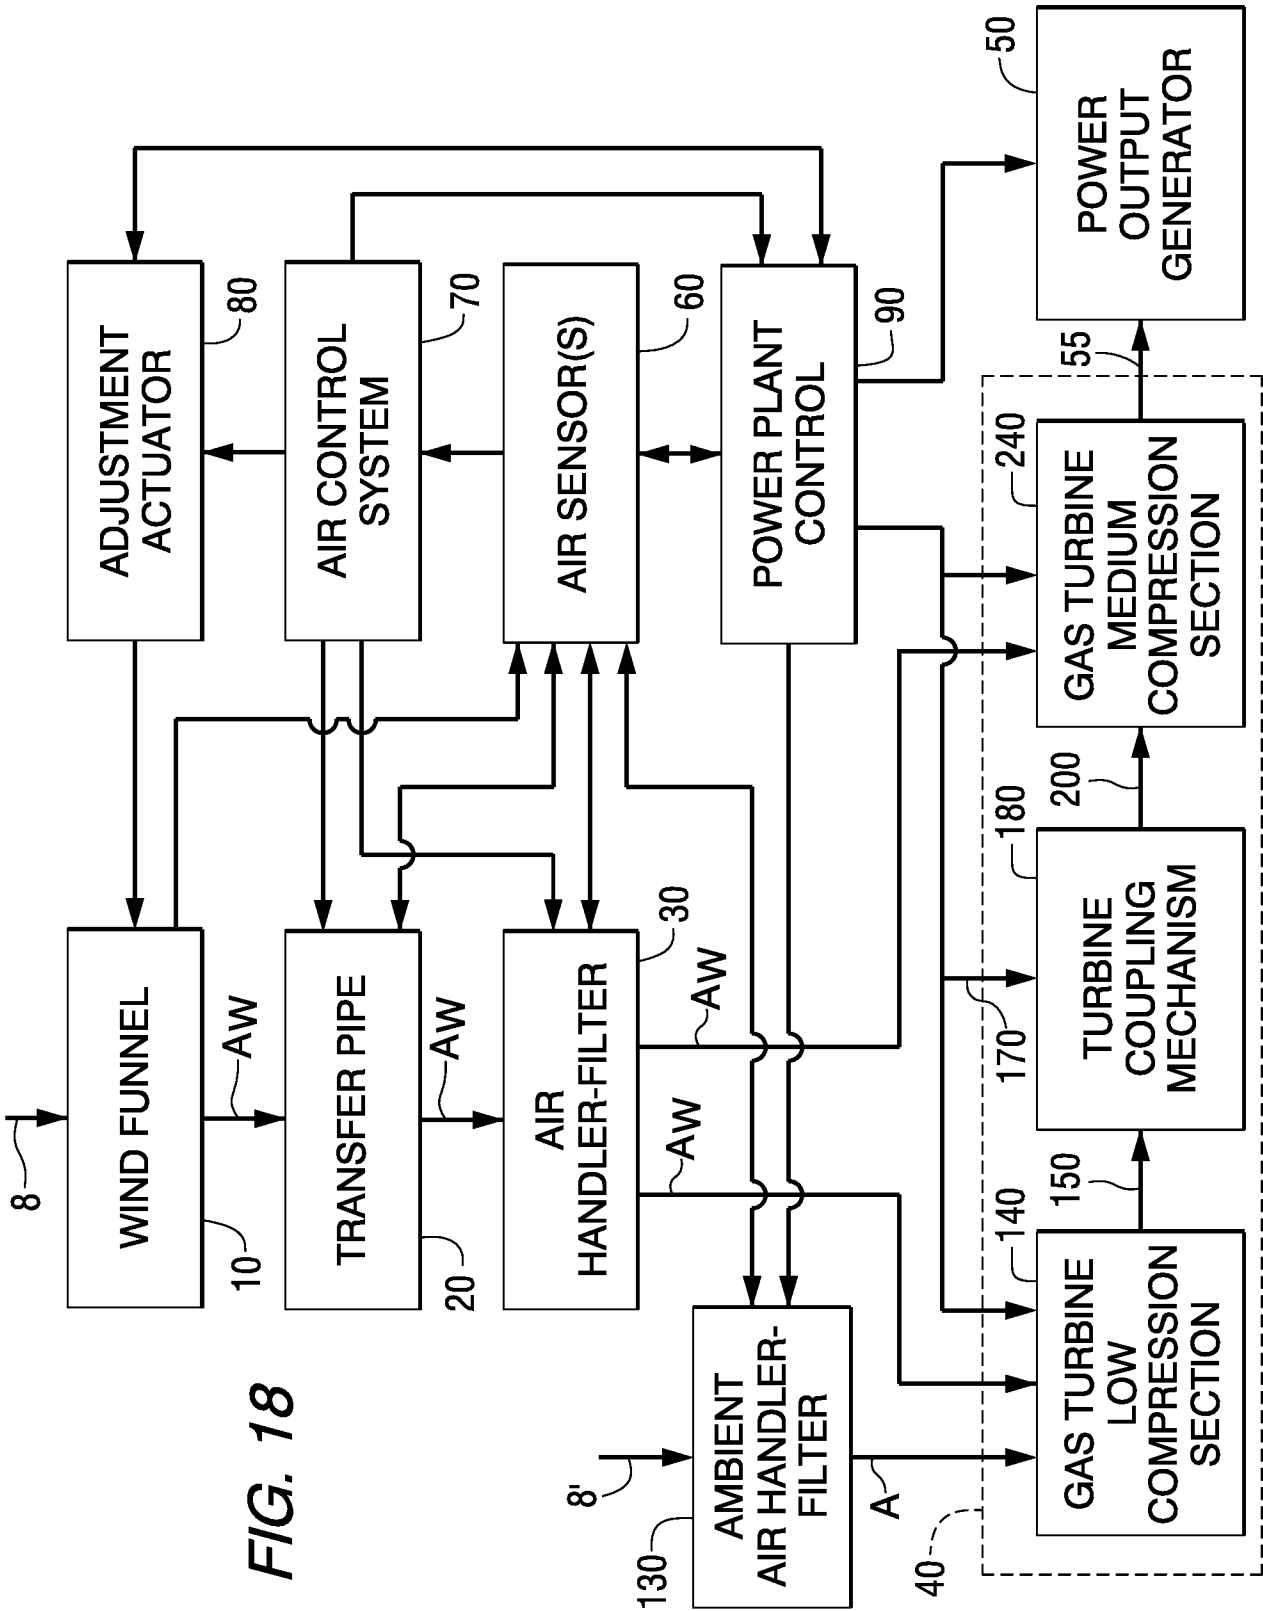 FIG. 18
8
WIND FUNNEL
10
AW
TRANSFER PIPE
20
AW
AIR
HANDLER-FILTER
30
AW
AW
ADJUSTMENT
ACTUATOR
80
AIR CONTROL
SYSTEM
70
AIR SENSOR(S)
60
POWER PLANT
CONTROL
90
8'
AMBIENT
AIR HANDLER-
FILTER
130
A
40
GAS TURBINE
LOW
COMPRESSION
SECTION
140
150
TURBINE
COUPLING
MECHANISM
170
180
200
GAS TURBINE
MEDIUM
COMPRESSION
SECTION
240
55
POWER
OUTPUT
GENERATOR
50